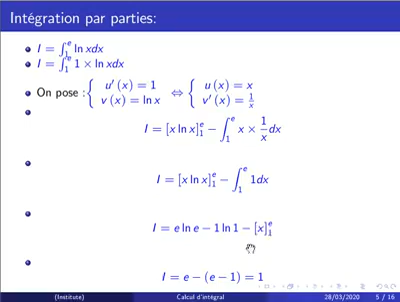 Intégration par parties:
I = ∫₁ᵉ ln xdx
I = ∫₁ᵉ 1 × ln xdx
On pose : { u′ (x) = 1 ⇔ { u (x) = x
v (x) = ln x v′ (x) = 1/x
I = [x ln x]₁ᵉ − ∫₁ᵉ x × 1/x dx
I = [x ln x]₁ᵉ − ∫₁ᵉ 1dx
I = e ln e − 1 ln 1 − [x]₁ᵉ
I = e − (e − 1) = 1
(Institute) Calcul d'intégral 28/03/2020 5 / 16